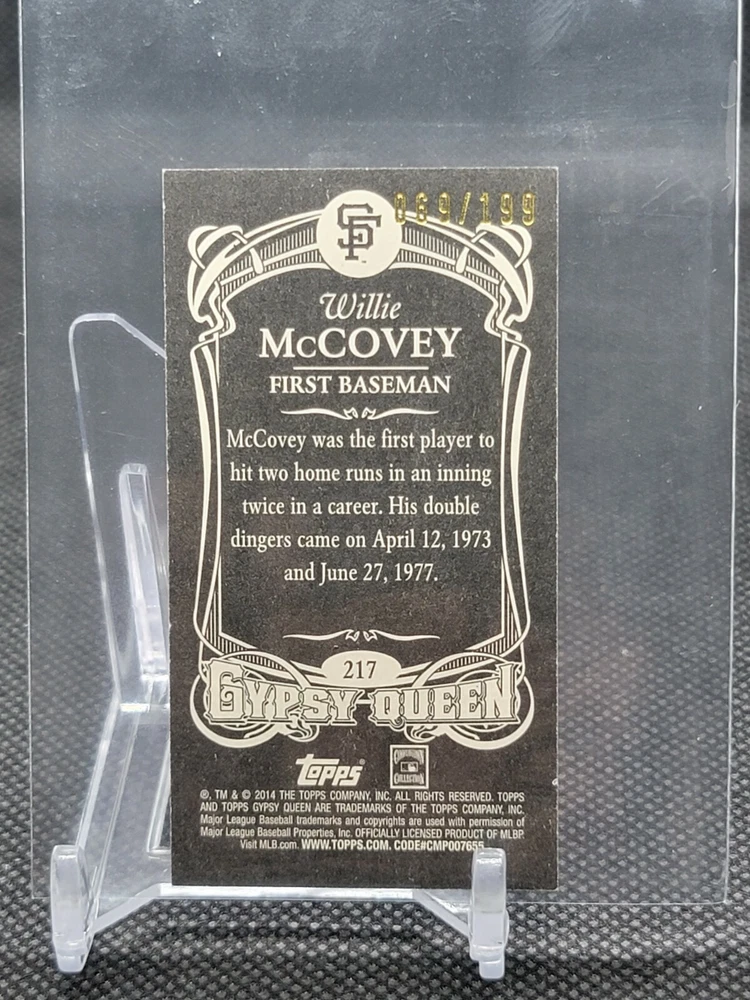 SF
069/199
Willie
McCOVEY
FIRST BASEMAN
McCovey was the first player to
hit two home runs in an inning
twice in a career. His double
dingers came on April 12, 1973
and June 27, 1977.
217
GYPSY QUEEN
Topps
COOPERSTOWN
COLLECTION
®, TM & © 2014 THE TOPPS COMPANY, INC. ALL RIGHTS RESERVED. TOPPS
AND TOPPS GYPSY QUEEN ARE TRADEMARKS OF THE TOPPS COMPANY, INC.
Major League Baseball trademarks and copyrights are used with permission of
Major League Baseball Properties, Inc. OFFICIALLY LICENSED PRODUCT OF MLBP.
Visit MLB.com. WWW.TOPPS.COM. CODE#CMP007655